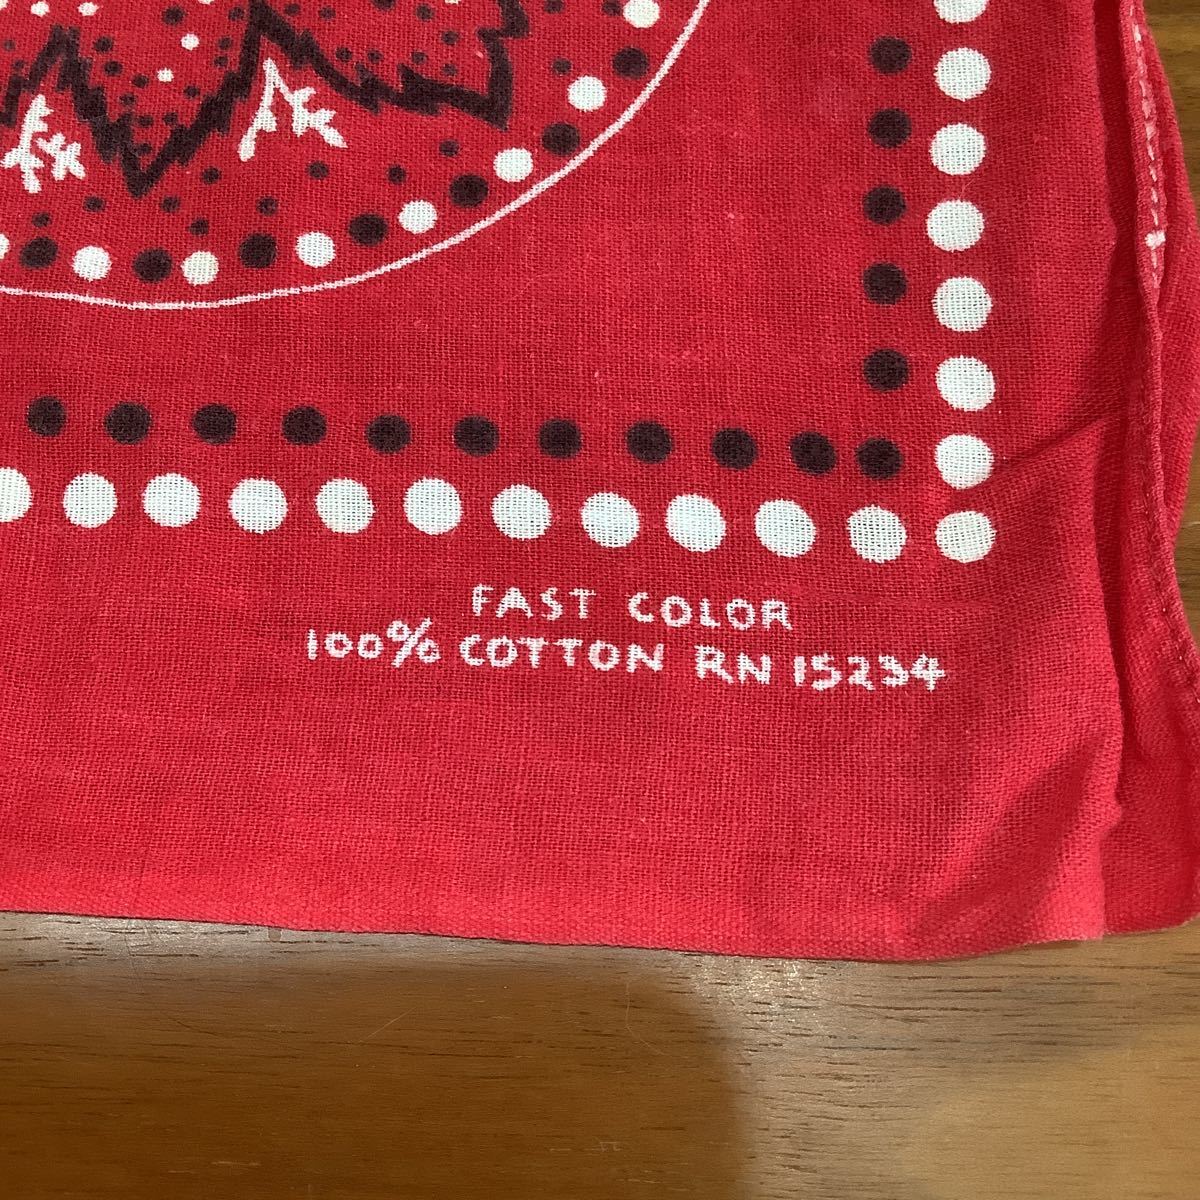 FAST COLOR
100% COTTON RN 15234